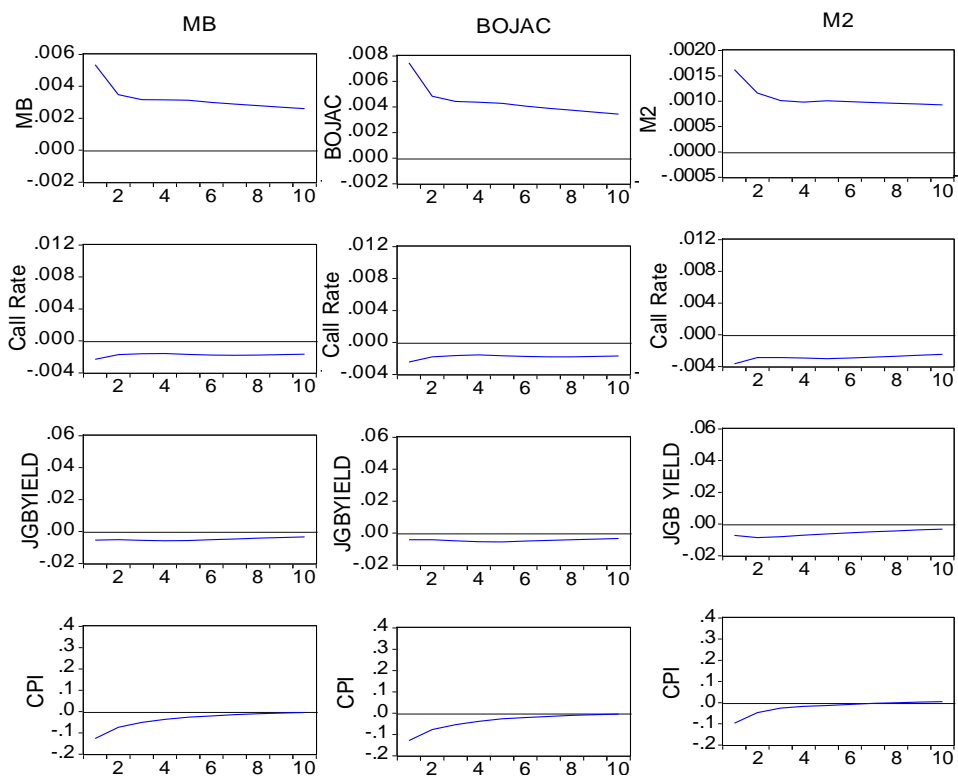 MB
BOJAC
M2
MB
.006
.004
.002
.000
-.002
2 4 6 8 10
BOJAC
.008
.006
.004
.002
.000
-.002
2 4 6 8 10
M2
.0020
.0015
.0010
.0005
.0000
-.0005
2 4 6 8 10
Call Rate
.012
.008
.004
.000
-.004
2 4 6 8 10
Call Rate
.012
.008
.004
.000
-.004
2 4 6 8 10
Call Rate
.012
.008
.004
.000
-.004
2 4 6 8 10
JGBYIELD
.06
.04
.02
.00
-.02
2 4 6 8 10
JGBYIELD
.06
.04
.02
.00
-.02
2 4 6 8 10
JGB YIELD
.06
.04
.02
.00
-.02
2 4 6 8 10
CPI
.4
.3
.2
.1
.0
-.1
-.2
2 4 6 8 10
CPI
.4
.3
.2
.1
.0
-.1
-.2
2 4 6 8 10
CPI
.4
.3
.2
.1
.0
-.1
-.2
2 4 6 8 10